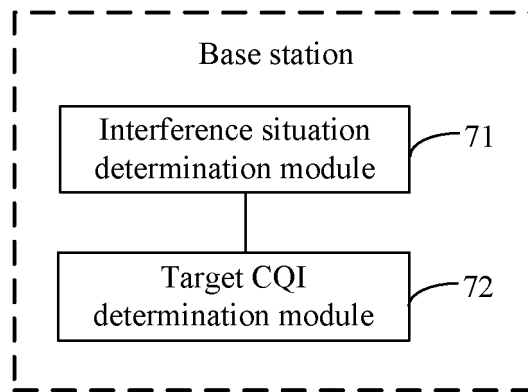 Base station
Interference situation
determination module
71
Target CQI
determination module
72